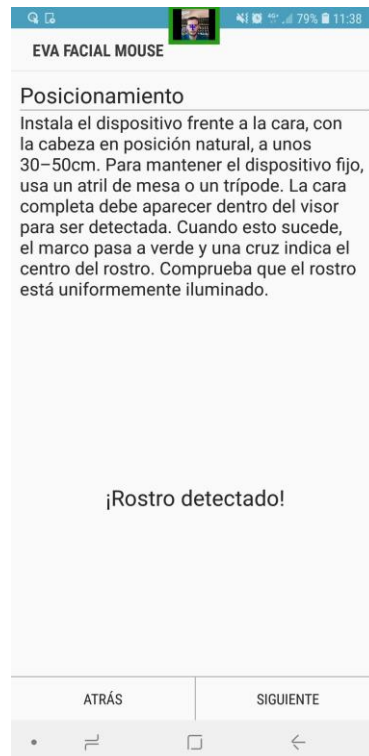 79% 11:38
EVA FACIAL MOUSE
Posicionamiento
Instala el dispositivo frente a la cara, con
la cabeza en posición natural, a unos
30–50cm. Para mantener el dispositivo fijo,
usa un atril de mesa o un trípode. La cara
completa debe aparecer dentro del visor
para ser detectada. Cuando esto sucede,
el marco pasa a verde y una cruz indica el
centro del rostro. Comprueba que el rostro
está uniformemente iluminado.
¡Rostro detectado!
ATRÁS SIGUIENTE